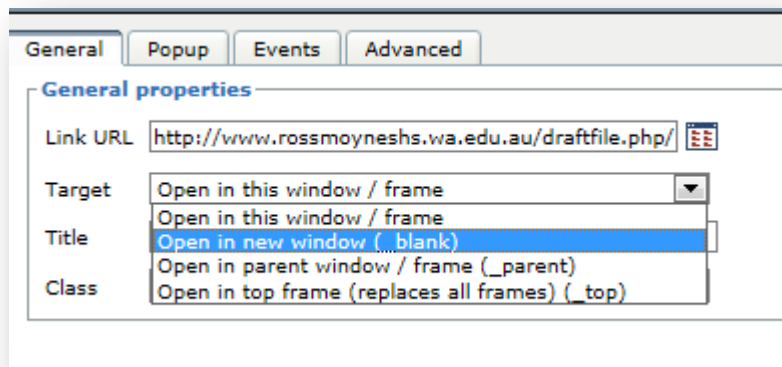 General Popup Events Advanced
General properties
Link URL http://www.rossmoyneshs.wa.edu.au/draftfile.php/
Target Open in this window / frame
Open in this window / frame
Title Open in new window (_blank)
Open in parent window / frame (_parent)
Class Open in top frame (replaces all frames) (_top)